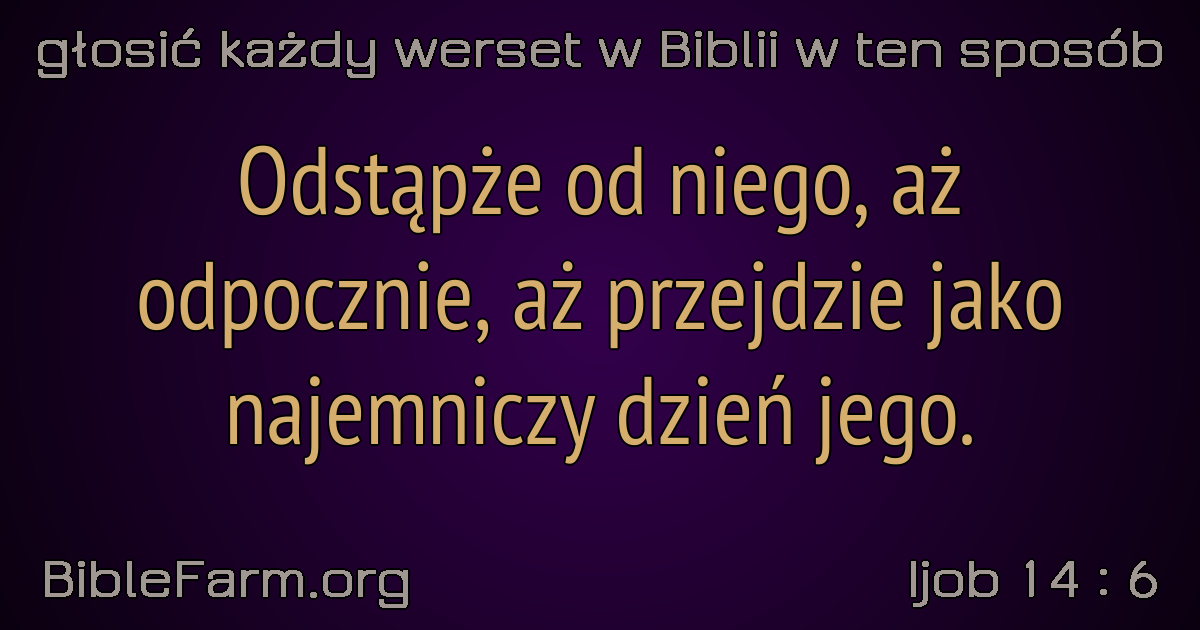 głosić każdy werset w Biblii w ten sposób
Odstąpże od niego, aż
odpocznie, aż przejdzie jako
najemniczy dzień jego.
BibleFarm.org
Ijob 14 : 6